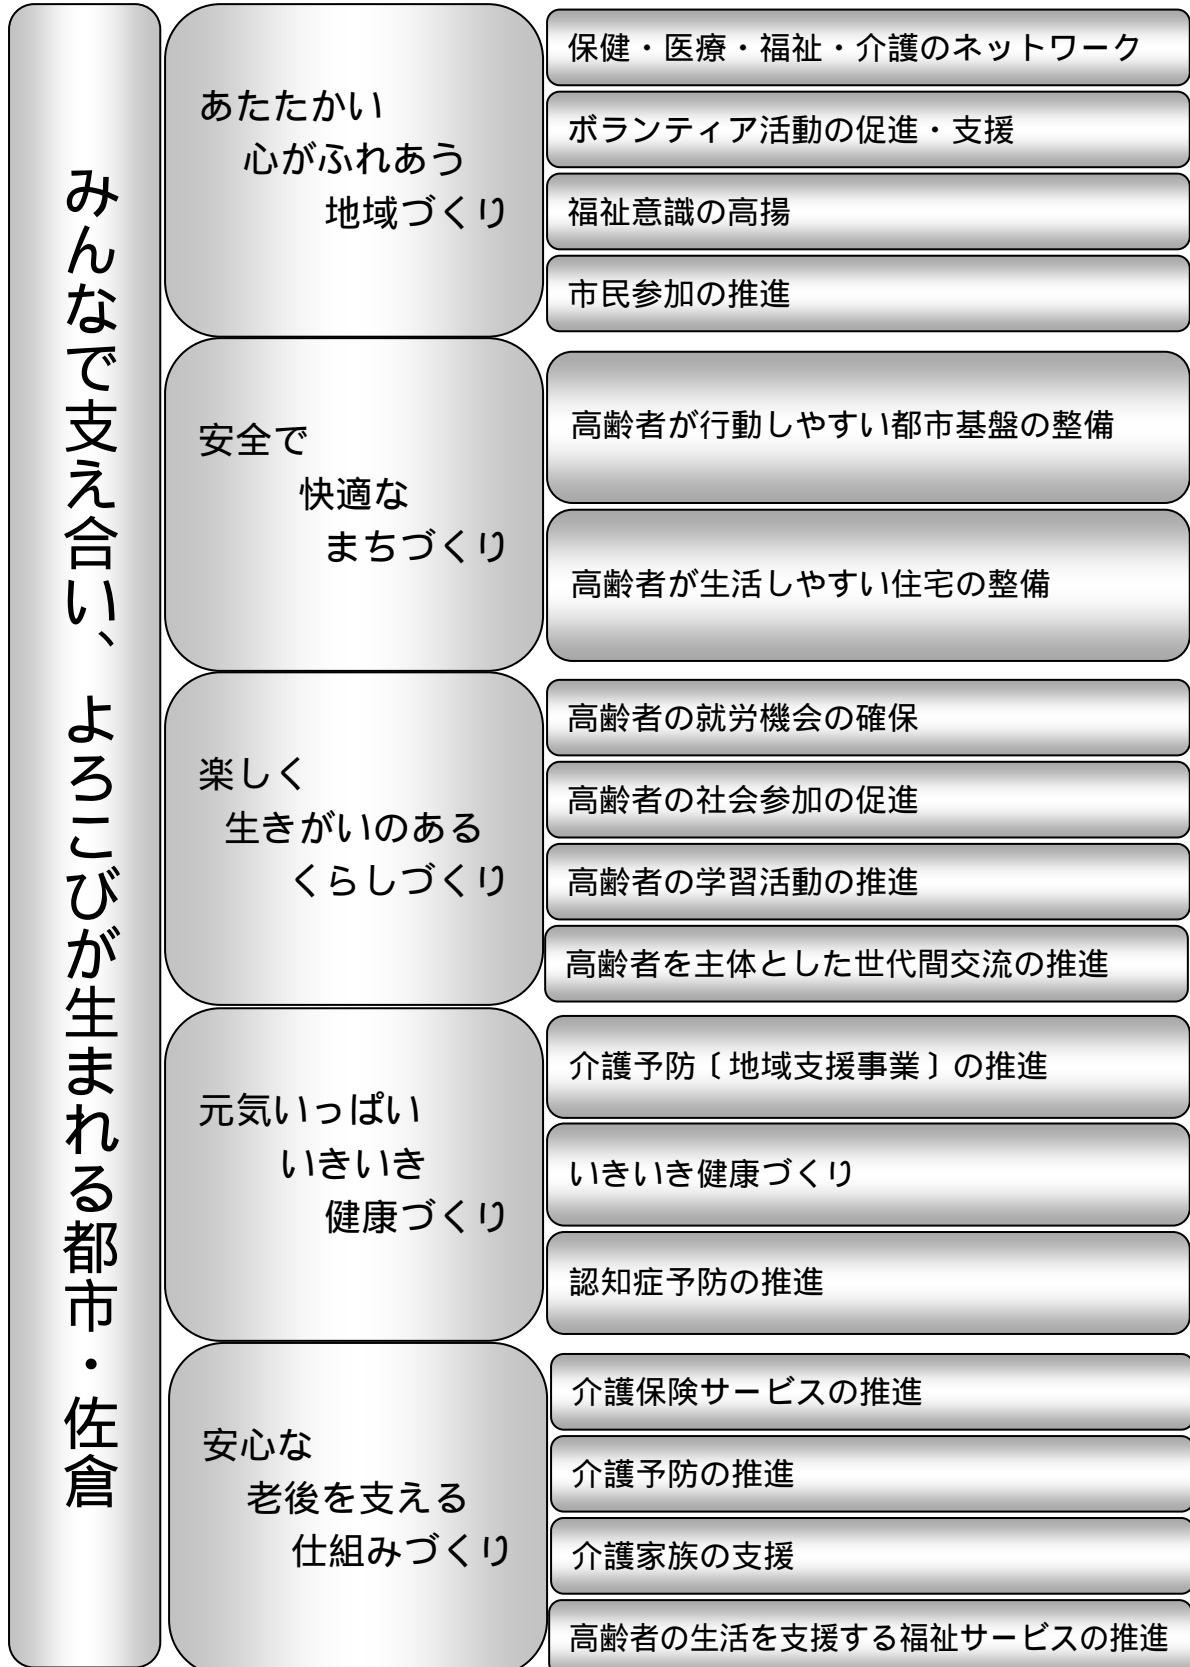 みんなで支え合い、よろこびが生まれる都市・佐倉
あたたかい
心がふれあう
地域づくり
保健・医療・福祉・介護のネットワーク
ボランティア活動の促進・支援
福祉意識の高揚
市民参加の推進
安全で
快適な
まちづくり
高齢者が行動しやすい都市基盤の整備
高齢者が生活しやすい住宅の整備
楽しく
生きがいのある
くらしづくり
高齢者の就労機会の確保
高齢者の社会参加の促進
高齢者の学習活動の推進
高齢者を主体とした世代間交流の推進
元気いっぱい
いきいき
健康づくり
介護予防〔地域支援事業〕の推進
いきいき健康づくり
認知症予防の推進
安心な
老後を支える
仕組みづくり
介護保険サービスの推進
介護予防の推進
介護家族の支援
高齢者の生活を支援する福祉サービスの推進